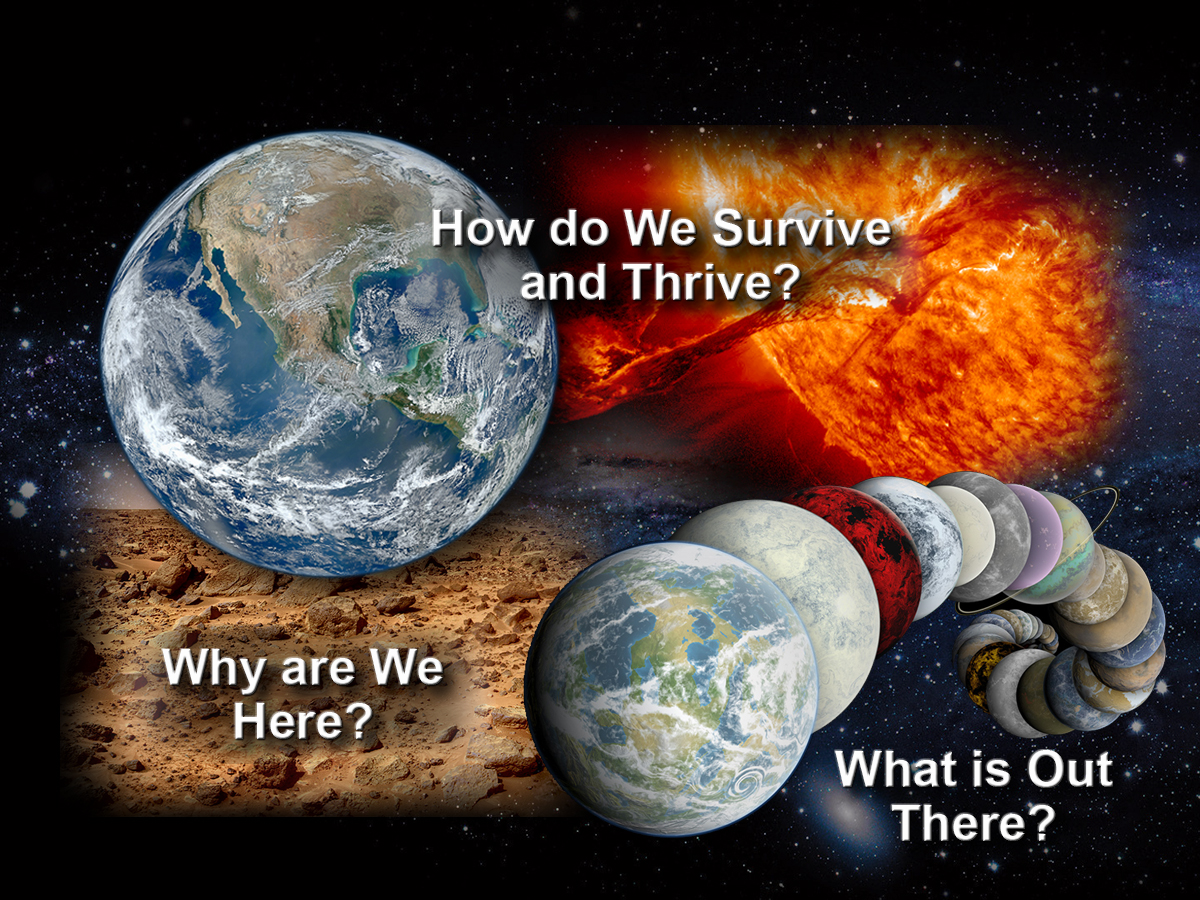 How do We Survive
and Thrive?
Why are We
Here?
What is Out
There?